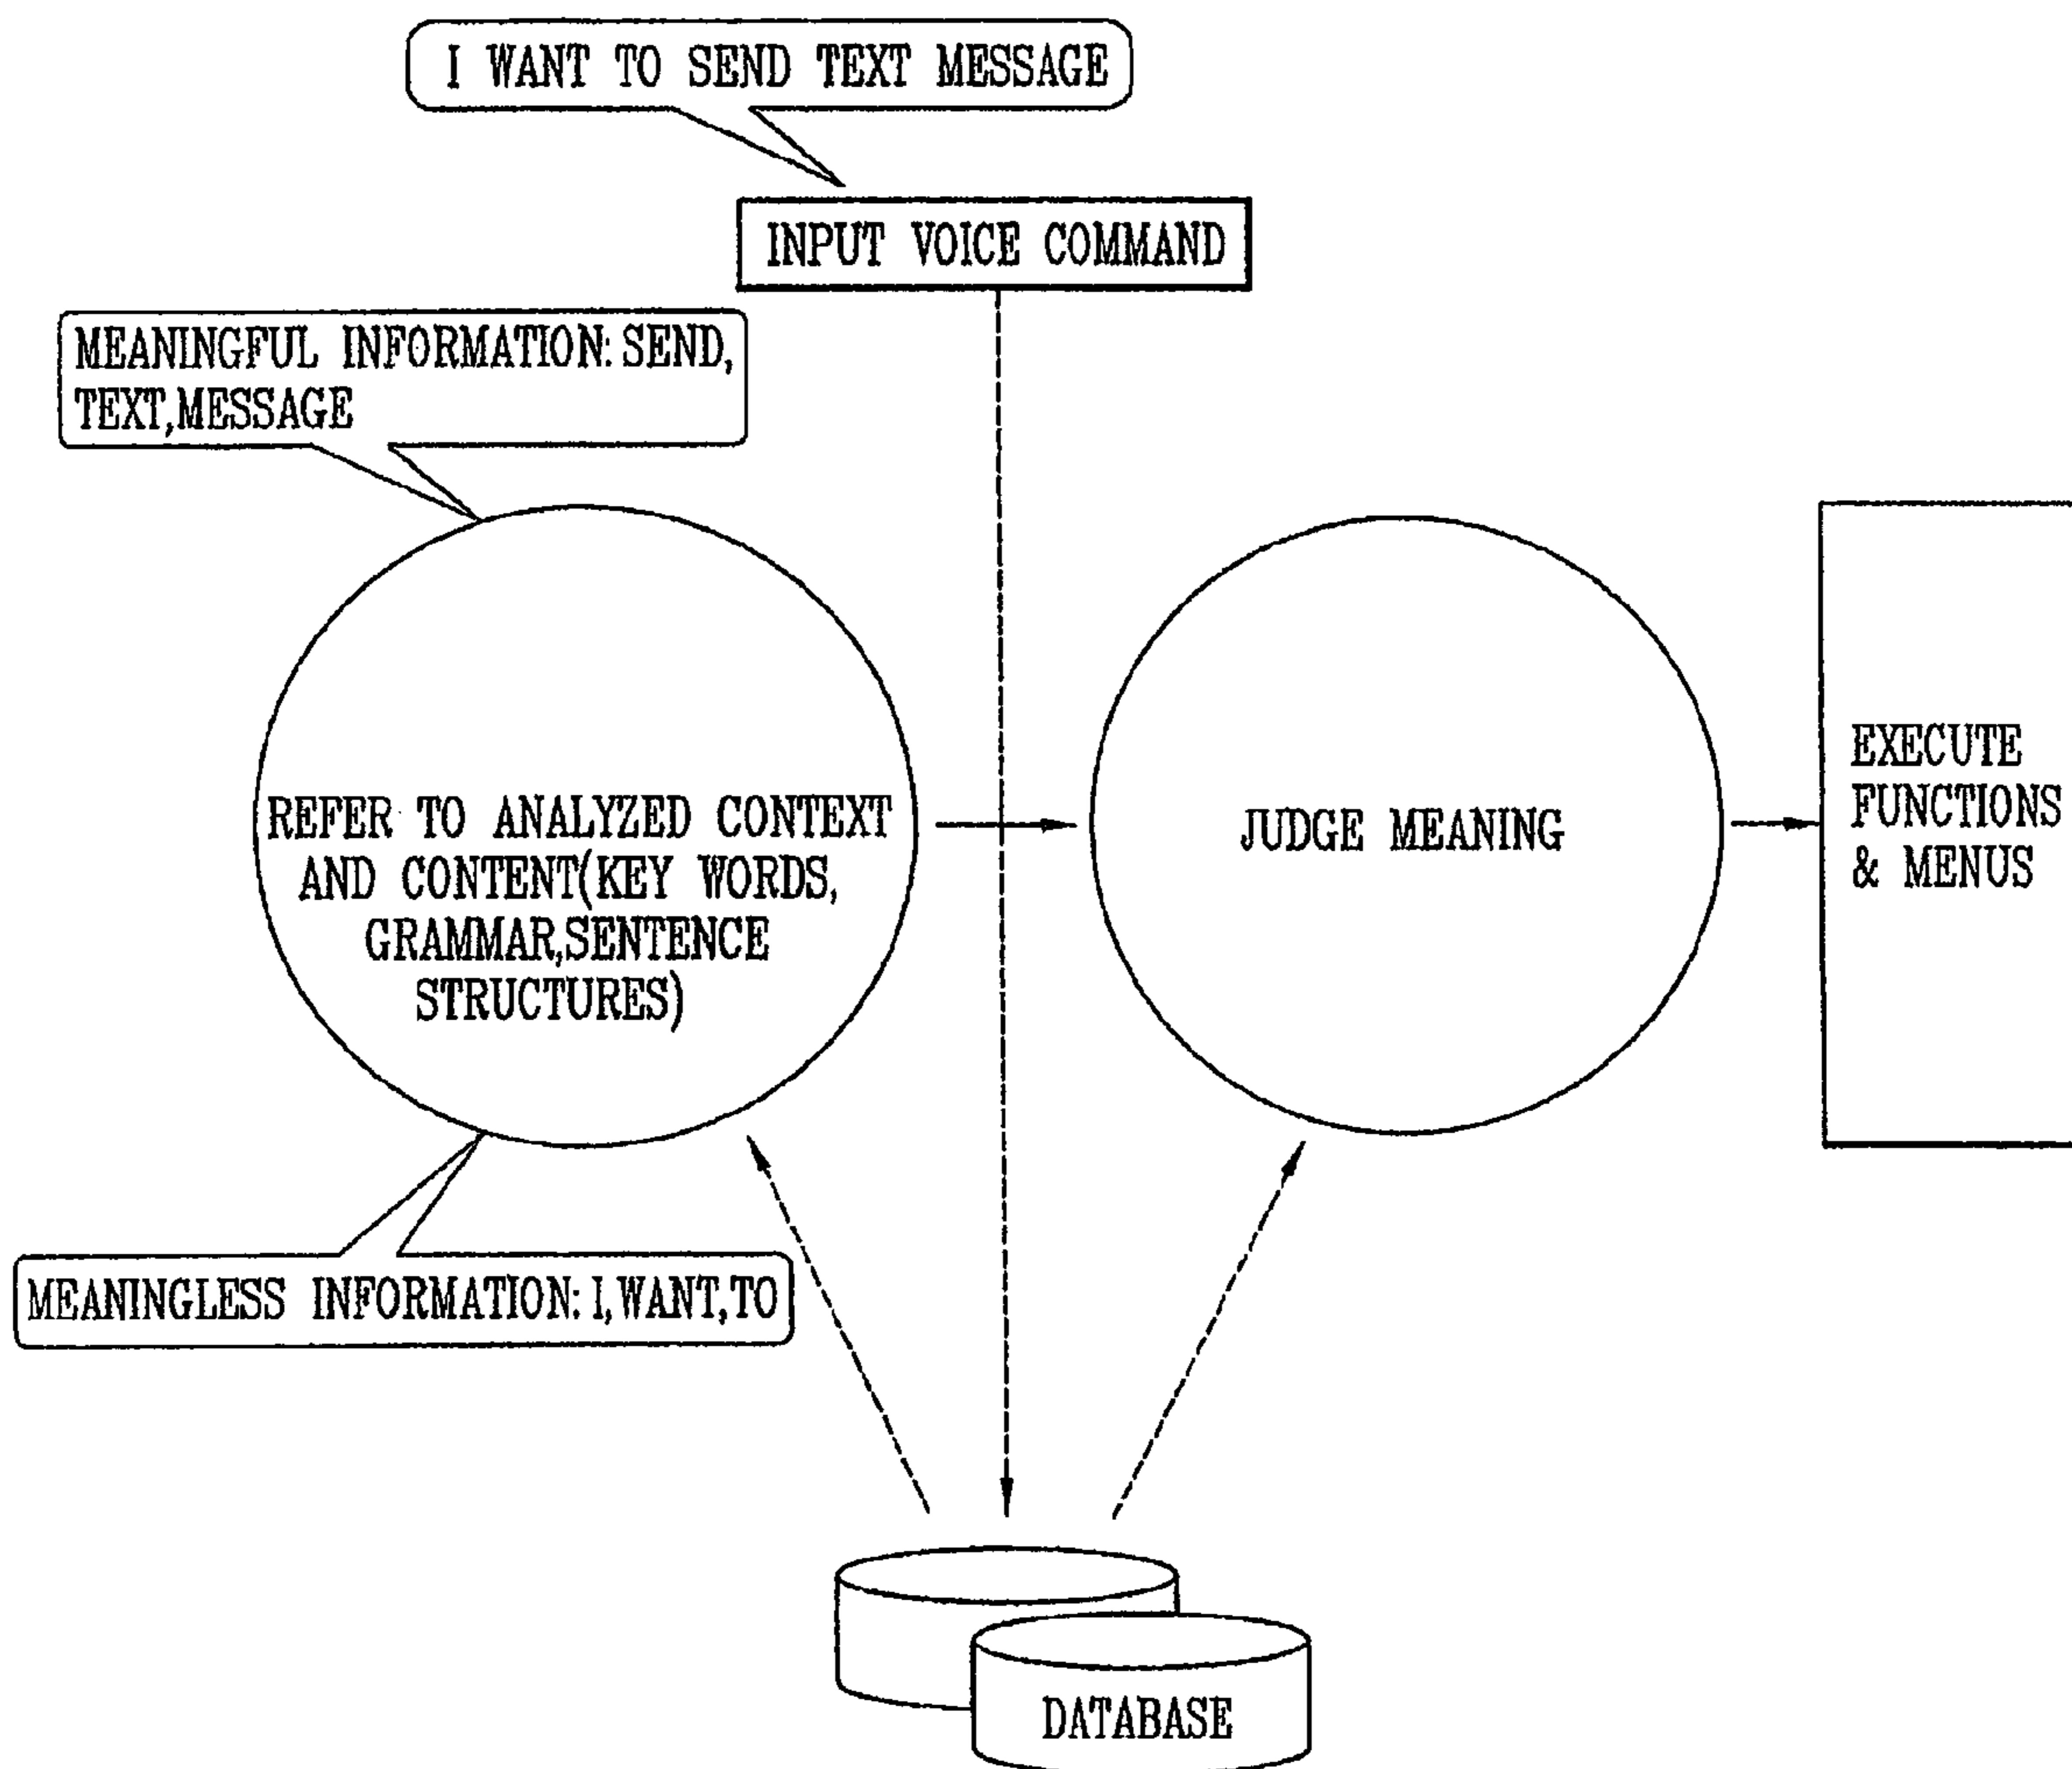 I WANT TO SEND TEXT MESSAGE
INPUT VOICE COMMAND
MEANINGFUL INFORMATION: SEND,
TEXT,MESSAGE
REFER TO ANALYZED CONTEXT
AND CONTENT(KEY WORDS,
GRAMMAR,SENTENCE
STRUCTURES)
JUDGE MEANING
EXECUTE
FUNCTIONS
& MENUS
MEANINGLESS INFORMATION: I,WANT,TO
DATABASE